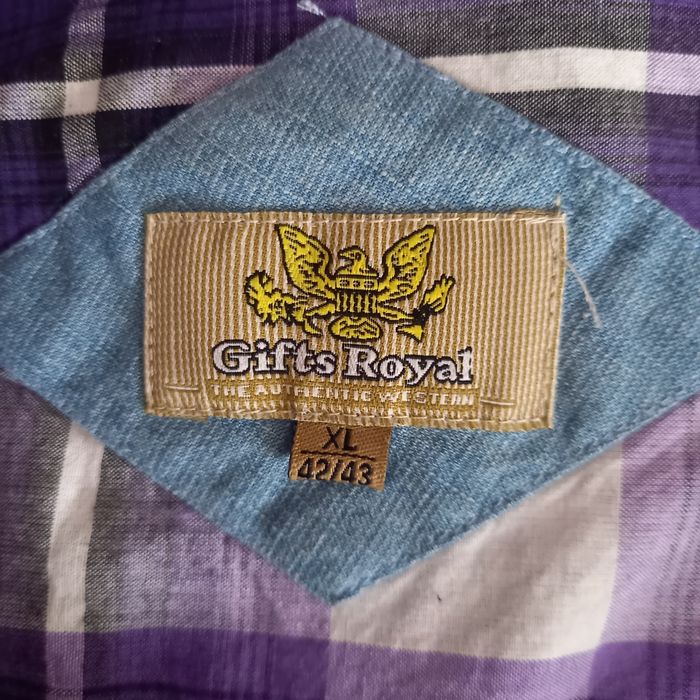 Gifts Royal
THE AUTHENTIC WESTERN
XL
42/43